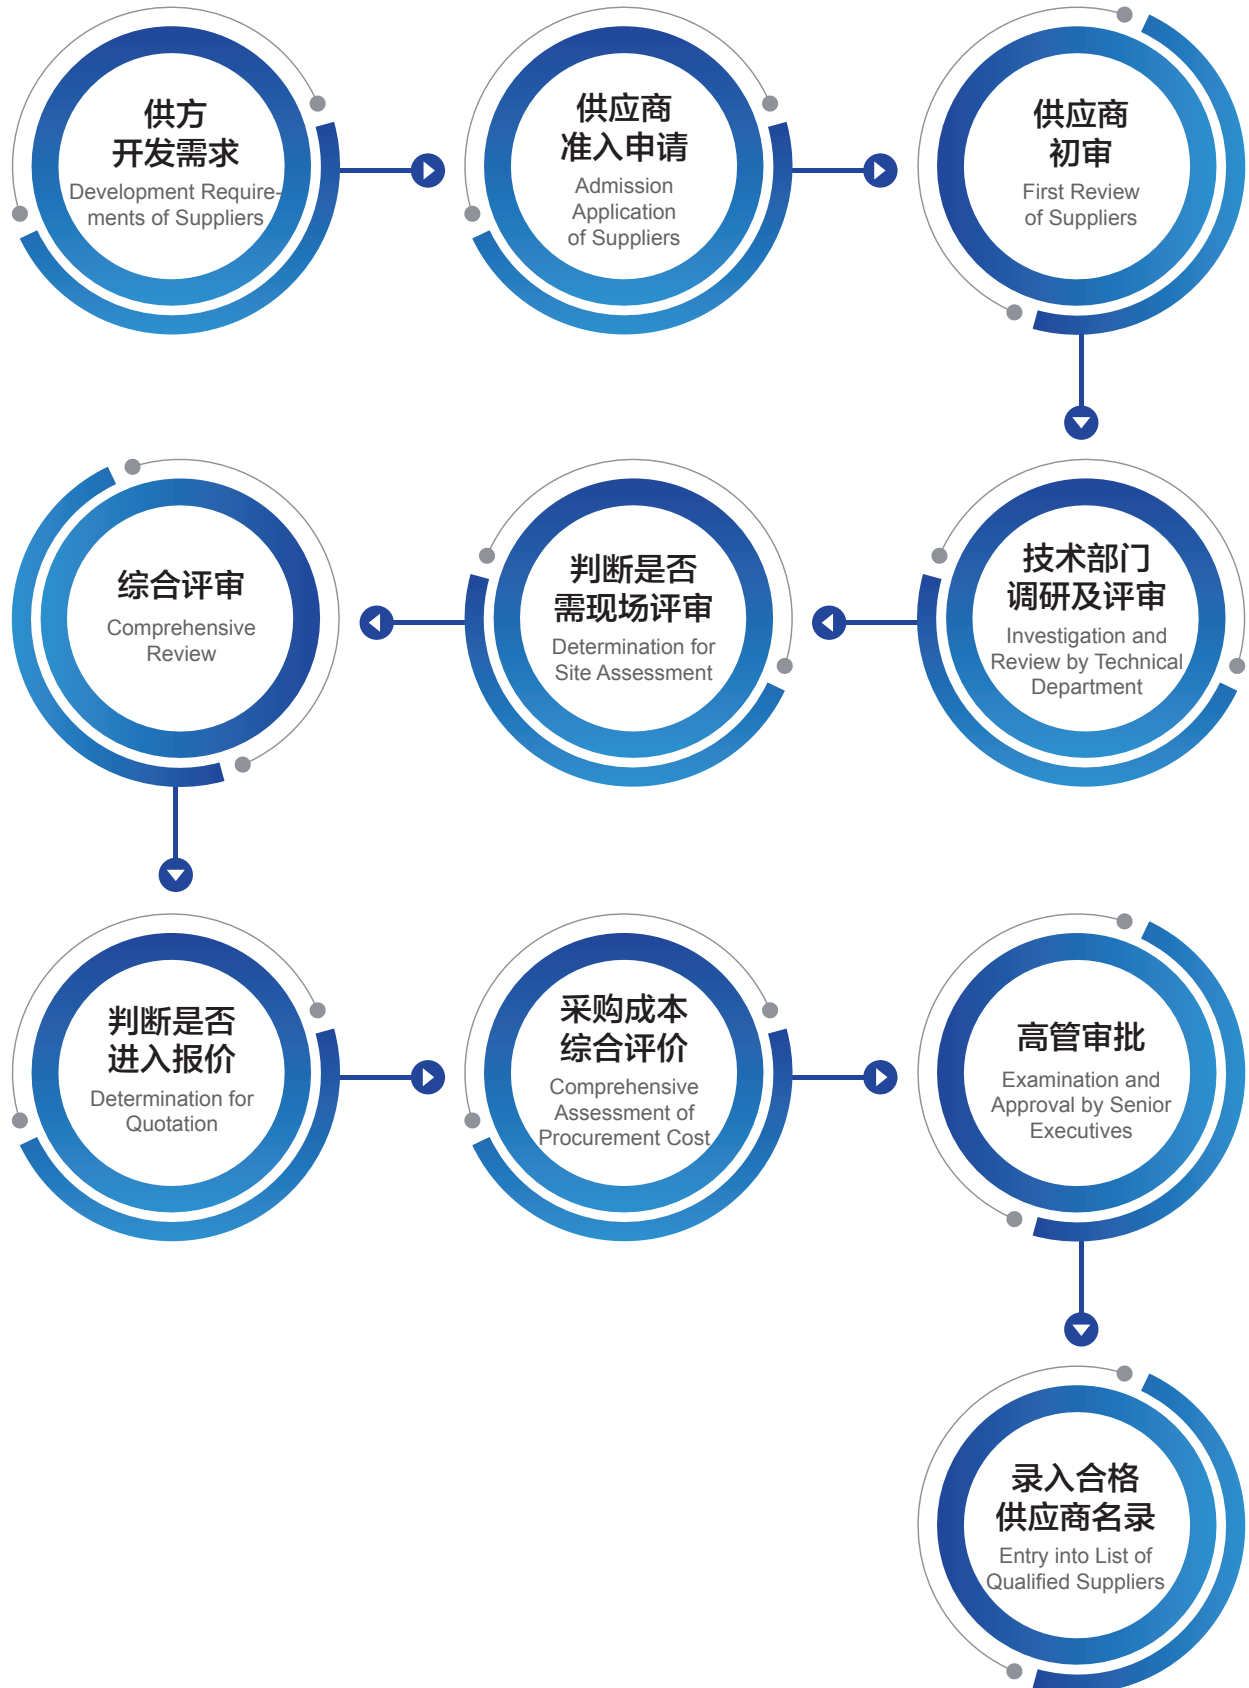 供方
开发需求
Development Require-
ments of Suppliers
供应商
准入申请
Admission
Application
of Suppliers
供应商
初审
First Review
of Suppliers
技术部门
调研及评审
Investigation and
Review by Technical
Department
判断是否
需现场评审
Determination for
Site Assessment
综合评审
Comprehensive
Review
判断是否
进入报价
Determination for
Quotation
采购成本
综合评价
Comprehensive
Assessment of
Procurement Cost
高管审批
Examination and
Approval by Senior
Executives
录入合格
供应商名录
Entry into List of
Qualified Suppliers